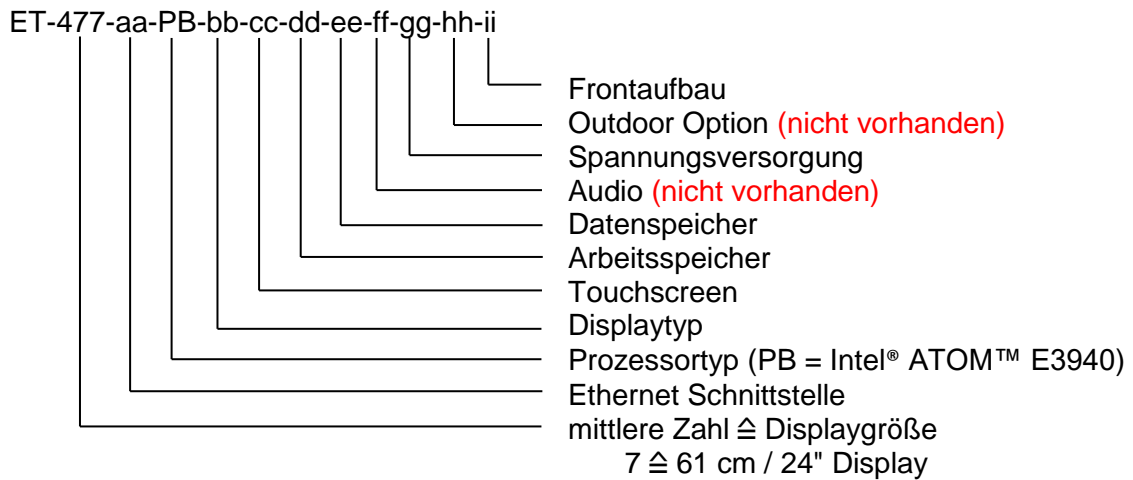 ET-477-aa-PB-bb-cc-dd-ee-ff-gg-hh-ii
Frontaufbau
Outdoor Option (nicht vorhanden)
Spannungsversorgung
Audio (nicht vorhanden)
Datenspeicher
Arbeitsspeicher
Touchscreen
Displaytyp
Prozessortyp (PB = Intel® ATOM™ E3940)
Ethernet Schnittstelle
mittlere Zahl ≙ Displaygröße
7 ≙ 61 cm / 24" Display